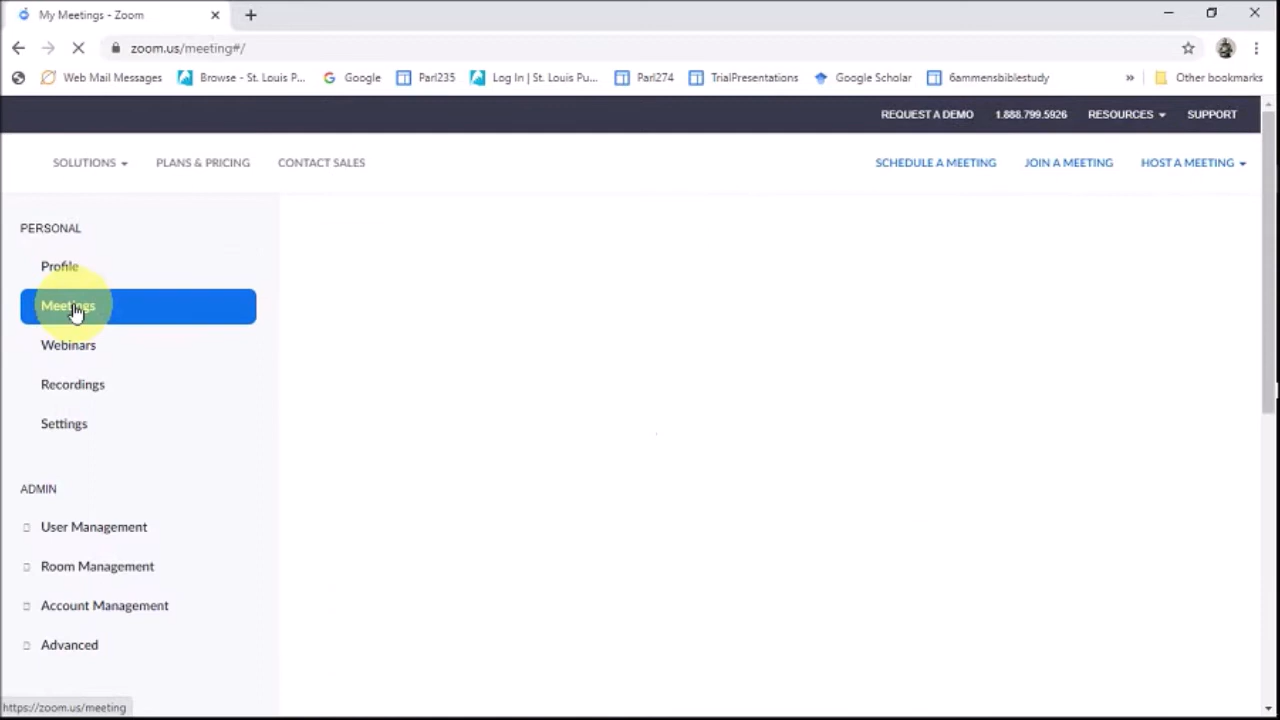 My Meetings - Zoom
zoom.us/meeting#/
Web Mail Messages Browse - St. Louis P... Google Parl235 Log In | St. Louis Pu... Parl274 TrialPresentations Google Scholar 6ammensbiblestudy » Other bookmarks
REQUEST A DEMO 1.888.799.5926 RESOURCES SUPPORT
SOLUTIONS PLANS & PRICING CONTACT SALES SCHEDULE A MEETING JOIN A MEETING HOST A MEETING
PERSONAL
Profile
Meetings
Webinars
Recordings
Settings
ADMIN
User Management
Room Management
Account Management
Advanced
https://zoom.us/meeting